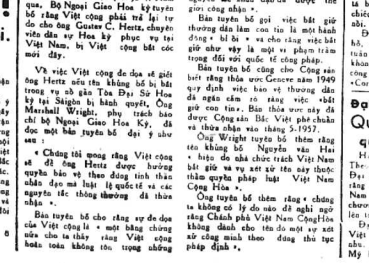 qua, Bộ Ngoại Giao Hoa kỳ tuyên
bố rằng Việt cộng phải trả lại tự
do cho ông Gustav C. Hertz, chuyên
viên dân sự Hoa kỳ phục vụ tại
Việt Nam, bị Việt cộng bắt cóc
mới đây.
Về việc Việt cộng đe dọa sẽ giết
ông Hertz nếu tên khủng bố bị bắt
trong vụ nổ gần Tòa Đại Sứ Hoa
kỳ tại Sàigòn bị hành quyết, Ông
Marshall Wright, phụ trách báo
chí bộ Ngoại Giao Hoa Kỳ, đã
đọc một bản tuyên bố đại ý như
sau :
« Chúng tôi mong rằng Việt cộng
sẽ để ông Hertz được hưởng
quyền bảo vệ theo đúng tinh thần
nhân đạo mà luật lệ quốc tế và các
nguyên tắc thông thường đã thừa
nhận ».
Bản tuyên bố cho rằng sự đe dọa
của Việt cộng là « một bằng chứng
nữa cho ta thấy rằng Việt cộng
hoàn toàn không tôn trọng những
giới công nhận ».
Bản tuyên bố gọi việc bắt giữ
thường dân làm con tin là một hành
động « bỉ ổi » và cho rằng việc bắt
giữ như vậy là một vi phạm trầm
trọng đối với quốc tế công pháp.
Bản tuyên bố cũng cho Cộng sản
biết rằng thỏa ước Geneve năm 1949
quy định việc bảo vệ thường dân
đã ngăn cấm rõ ràng việc «bắt
giữ con tin». Bản thỏa ước này đã
được Cộng sản Bắc Việt phê chuẩn
và thừa nhận vào tháng 5-1957.
Ông Wright tuyên bố thêm rằng
tên khủng bố Nguyễn Văn Hai
« hiện do nhà chức trách Việt Nam
bắt giữ và vụ xét xử tên này thuộc
thẩm quyền pháp luật Việt Nam
Cộng Hòa ».
Ông tuyên bố thêm rằng « chúng
ta không có lý do nào để nghi ngờ
rằng Chánh phủ Việt Nam CộngHòa
không dành cho tên đó một sự xét
xử công minh theo đúng thủ tục
pháp định ».